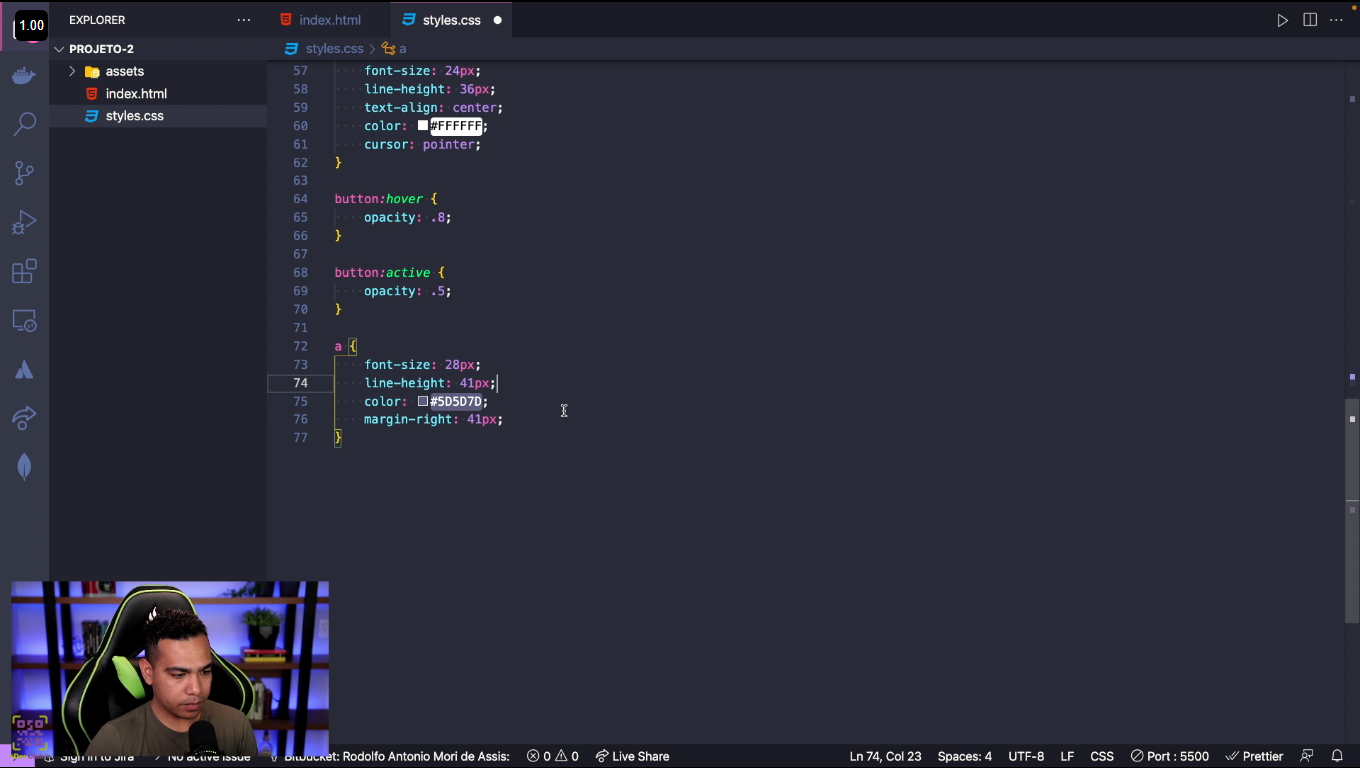 1.00
EXPLORER
index.html
styles.css
PROJETO-2
styles.css > a
assets
index.html
styles.css
57 font-size: 24px;
58 line-height: 36px;
59 text-align: center;
60 color: #FFFFFF;
61 cursor: pointer;
62 }
63
64 button:hover {
65 opacity: .8;
66 }
67
68 button:active {
69 opacity: .5;
70 }
71
72 a {
73 font-size: 28px;
74 line-height: 41px;
75 color: #5D5D7D;
76 margin-right: 41px;
77 }
Sign in to Jira No active issue Bitbucket: Rodolfo Antonio Mori de Assis: 0 0 Live Share Ln 74, Col 23 Spaces: 4 UTF-8 LF CSS Port : 5500 Prettier